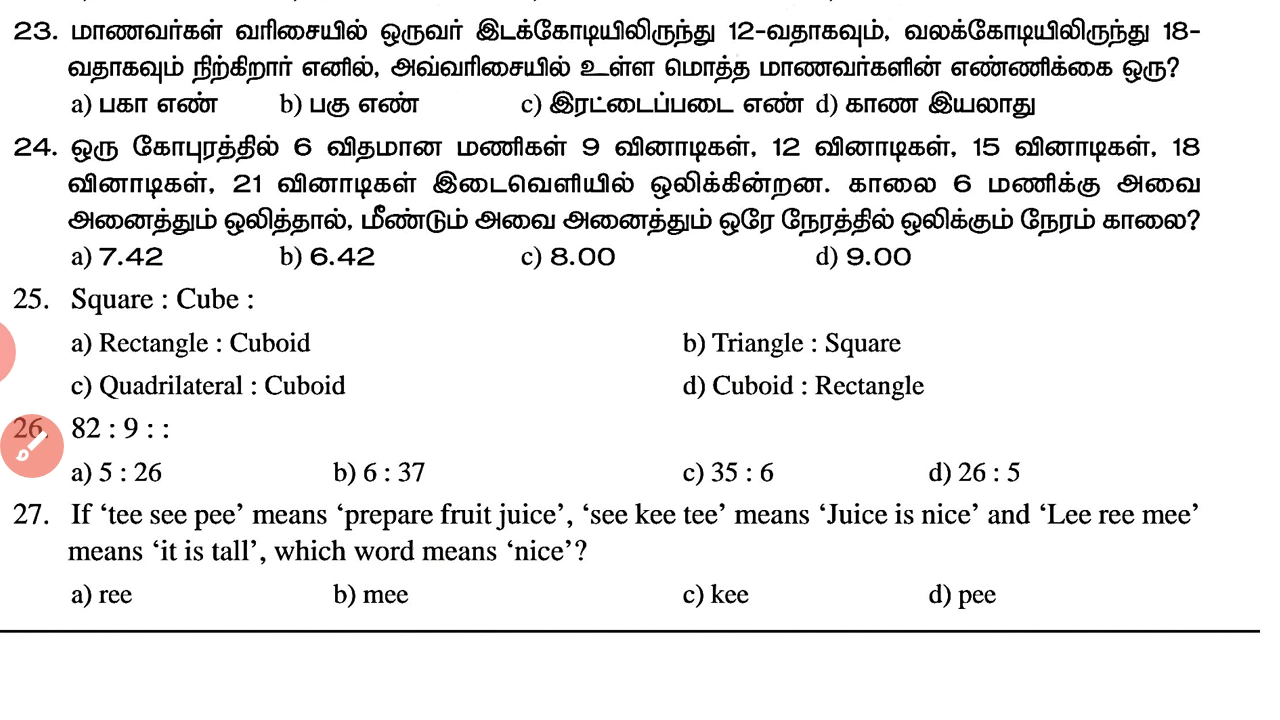 23. மாணவர்கள் வரிசையில் ஒருவர் இடக்கோடியிலிருந்து 12-வதாகவும், வலக்கோடியிலிருந்து 18-
வதாகவும் நிற்கிறார் எனில், அவ்வரிசையில் உள்ள மொத்த மாணவர்களின் எண்ணிக்கை ஒரு?
a) பகா எண் b) பகு எண் c) இரட்டைப்படை எண் d) காண இயலாது
24. ஒரு கோபுரத்தில் 6 விதமான மணிகள் 9 வினாடிகள், 12 வினாடிகள், 15 வினாடிகள், 18
வினாடிகள், 21 வினாடிகள் இடைவெளியில் ஒலிக்கின்றன. காலை 6 மணிக்கு அவை
அனைத்தும் ஒலித்தால், மீண்டும் அவை அனைத்தும் ஒரே நேரத்தில் ஒலிக்கும் நேரம் காலை?
a) 7.42 b) 6.42 c) 8.00 d) 9.00
25. Square : Cube :
a) Rectangle : Cuboid b) Triangle : Square
c) Quadrilateral : Cuboid d) Cuboid : Rectangle
26. 82 : 9 : :
a) 5 : 26 b) 6 : 37 c) 35 : 6 d) 26 : 5
27. If ‘tee see pee’ means ‘prepare fruit juice’, ‘see kee tee’ means ‘Juice is nice’ and ‘Lee ree mee’
means ‘it is tall’, which word means ‘nice’?
a) ree b) mee c) kee d) pee